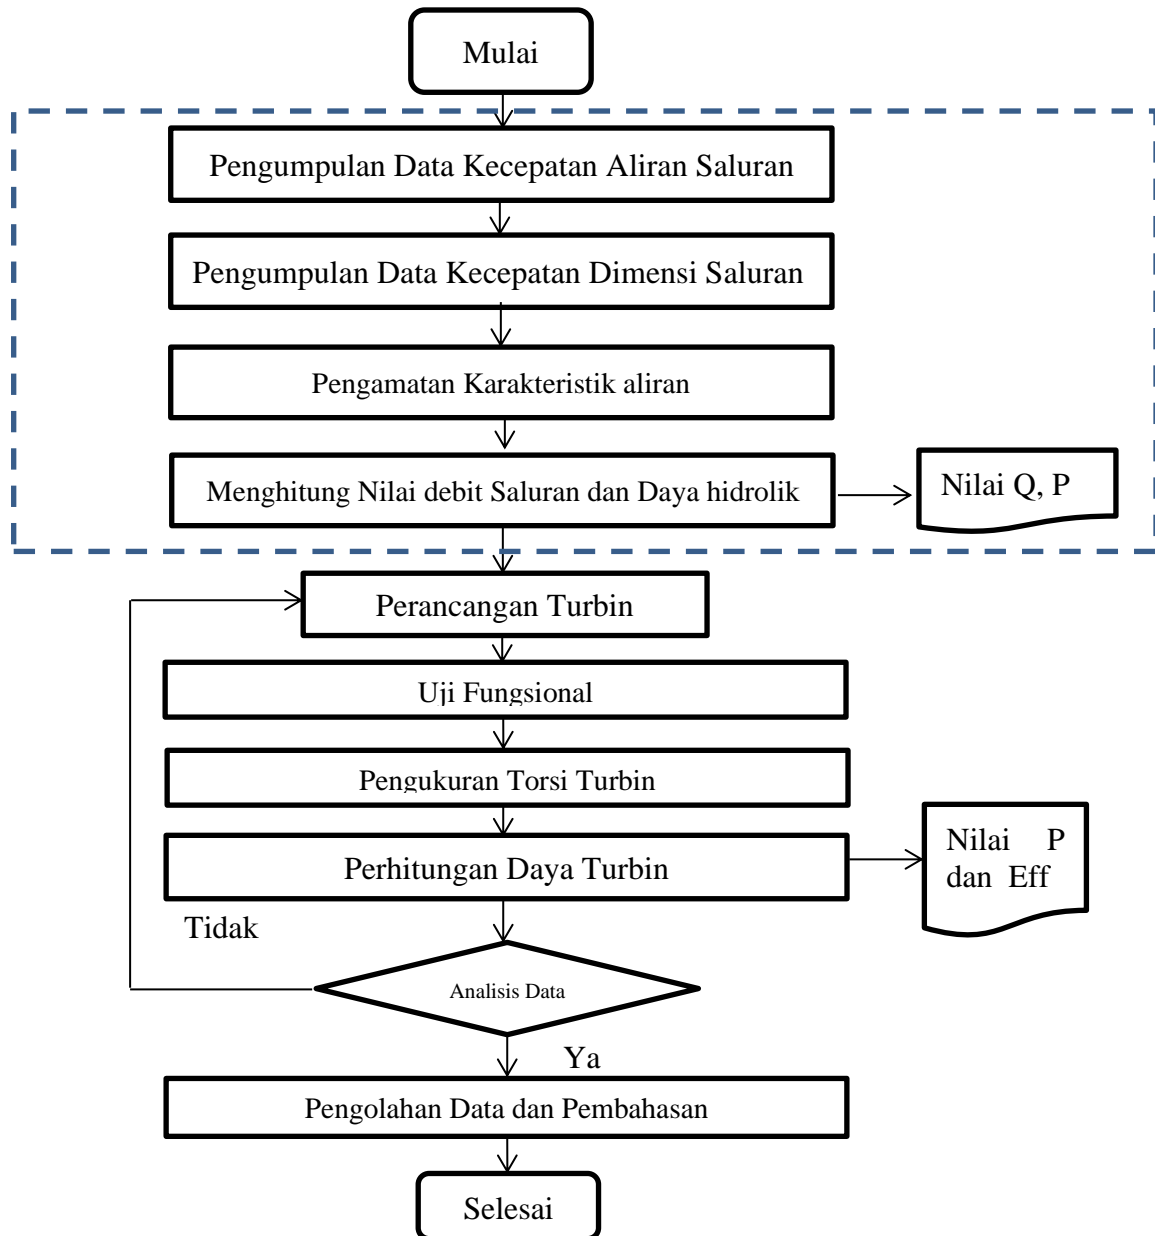 Mulai
Pengumpulan Data Kecepatan Aliran Saluran
Pengumpulan Data Kecepatan Dimensi Saluran
Pengamatan Karakteristik aliran
Menghitung Nilai debit Saluran dan Daya hidrolik
Nilai Q, P
Perancangan Turbin
Uji Fungsional
Pengukuran Torsi Turbin
Perhitungan Daya Turbin
Nilai P
dan Eff
Tidak
Analisis Data
Ya
Pengolahan Data dan Pembahasan
Selesai